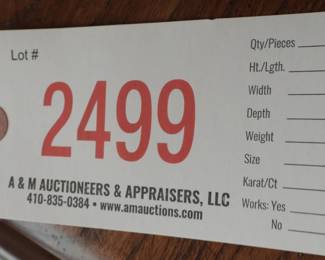 Lot #
2499
A & M AUCTIONEERS & APPRAISERS, LLC
410-835-0384 • www.amauctions.com
Qty/Pieces
Ht./Lgth.
Width
Depth
Weight
Size
Karat/Ct
Works: Yes
No